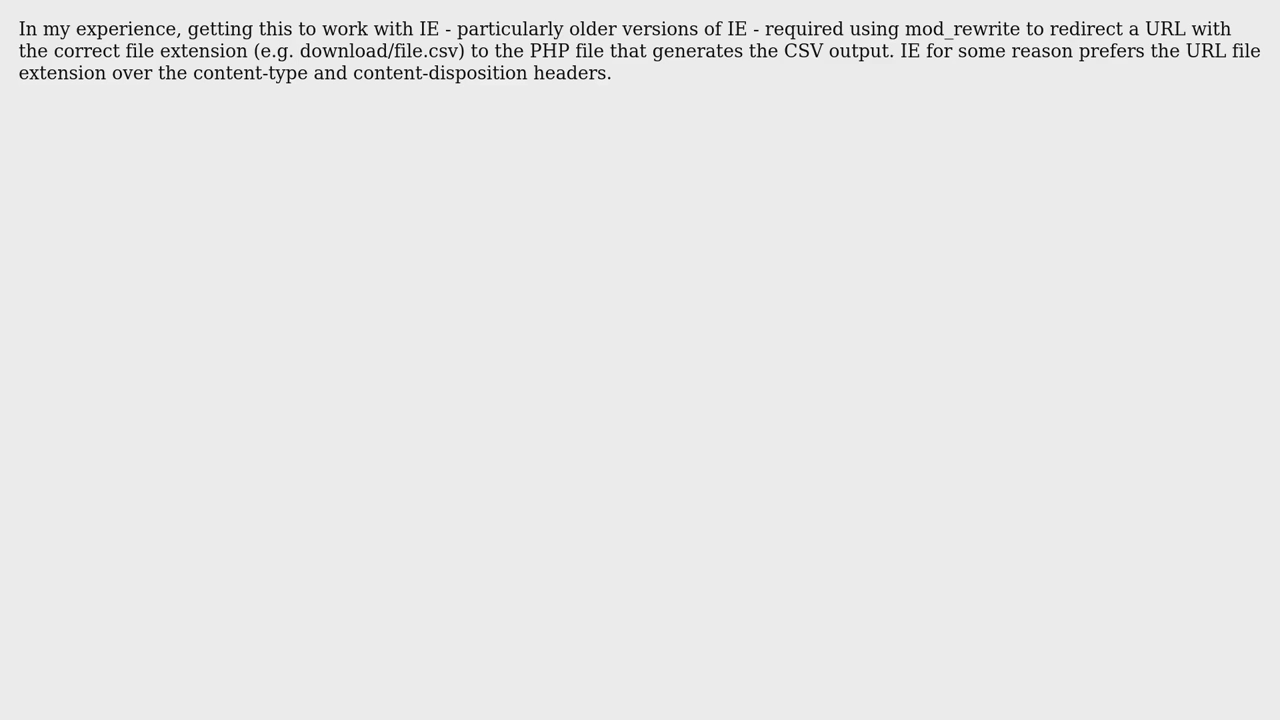 In my experience, getting this to work with IE - particularly older versions of IE - required using mod_rewrite to redirect a URL with
the correct file extension (e.g. download/file.csv) to the PHP file that generates the CSV output. IE for some reason prefers the URL file
extension over the content-type and content-disposition headers.